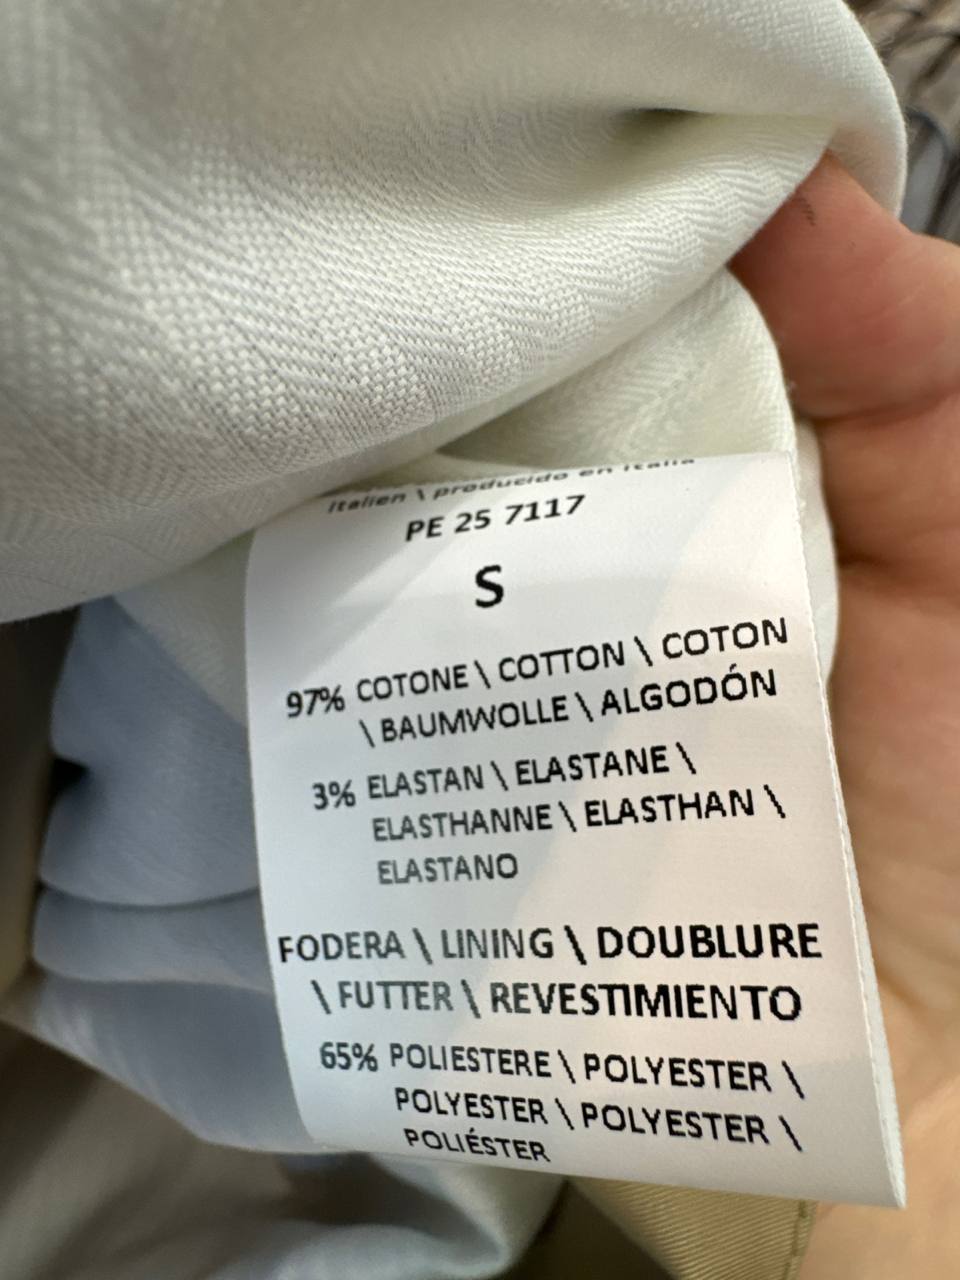 Italien \ producido en Italia
PE 25 7117
S
97% COTONE \ COTTON \ COTON
\ BAUMWOLLE \ ALGODÓN
3% ELASTAN \ ELASTANE \
ELASTHANNE \ ELASTHAN \
ELASTANO
FODERA \ LINING \ DOUBLURE
\ FUTTER \ REVESTIMIENTO
65% POLIESTERE \ POLYESTER \
POLYESTER \ POLYESTER \
POLIÉSTER